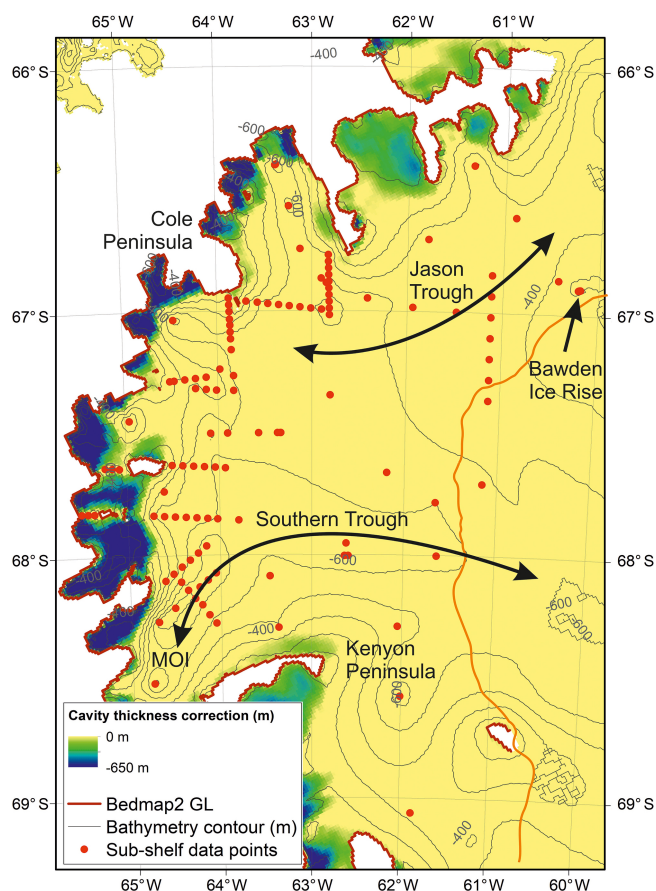 65°W 64°W 63°W 62°W 61°W
66°S
66°S
-400
-600
-600
-600
Cole
Peninsula
-400
Jason
Trough
-400
67°S
67°S
Bawden
Ice Rise
Southern Trough
68°S
68°S
-600
-600
-600
-400
-400
MOI
Kenyon
Peninsula
Cavity thickness correction (m)
0 m
-650 m
Bedmap2 GL
Bathymetry contour (m)
Sub-shelf data points
69°S
69°S
-400
65°W 64°W 63°W 62°W 61°W 60°W